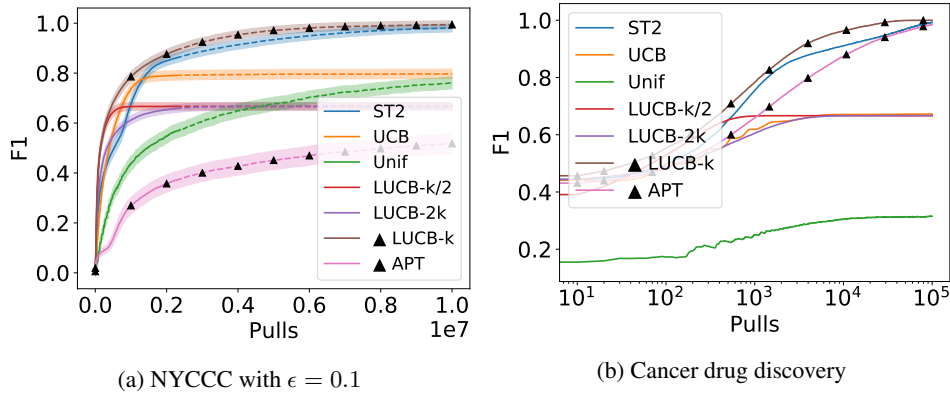 1.0
0.8
0.6
0.4
0.2
0.0
F1
0.0 0.2 0.4 0.6 0.8 1.0
1e7
Pulls
ST2
UCB
Unif
LUCB-k/2
LUCB-2k
LUCB-k
APT
(a) NYCCC with ϵ = 0.1
1.0
0.8
0.6
0.4
0.2
F1
10¹ 10² 10³ 10⁴ 10⁵
Pulls
ST2
UCB
Unif
LUCB-k/2
LUCB-2k
LUCB-k
APT
(b) Cancer drug discovery